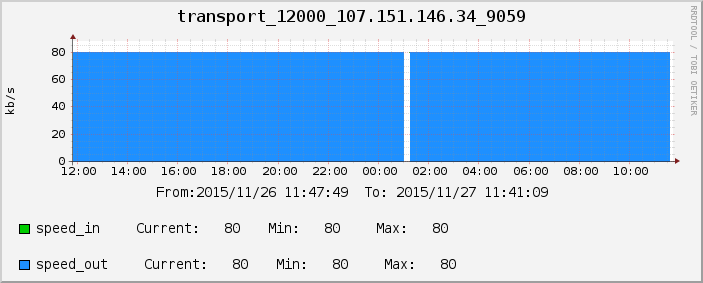 transport_12000_107.151.146.34_9059
RRDTOOL / TOBI OETIKER
kb/s
80
60
40
20
0
12:00 14:00 16:00 18:00 20:00 22:00 00:00 02:00 04:00 06:00 08:00 10:00
From:2015/11/26 11:47:49 To: 2015/11/27 11:41:09
speed_in Current: 80 Min: 80 Max: 80
speed_out Current: 80 Min: 80 Max: 80